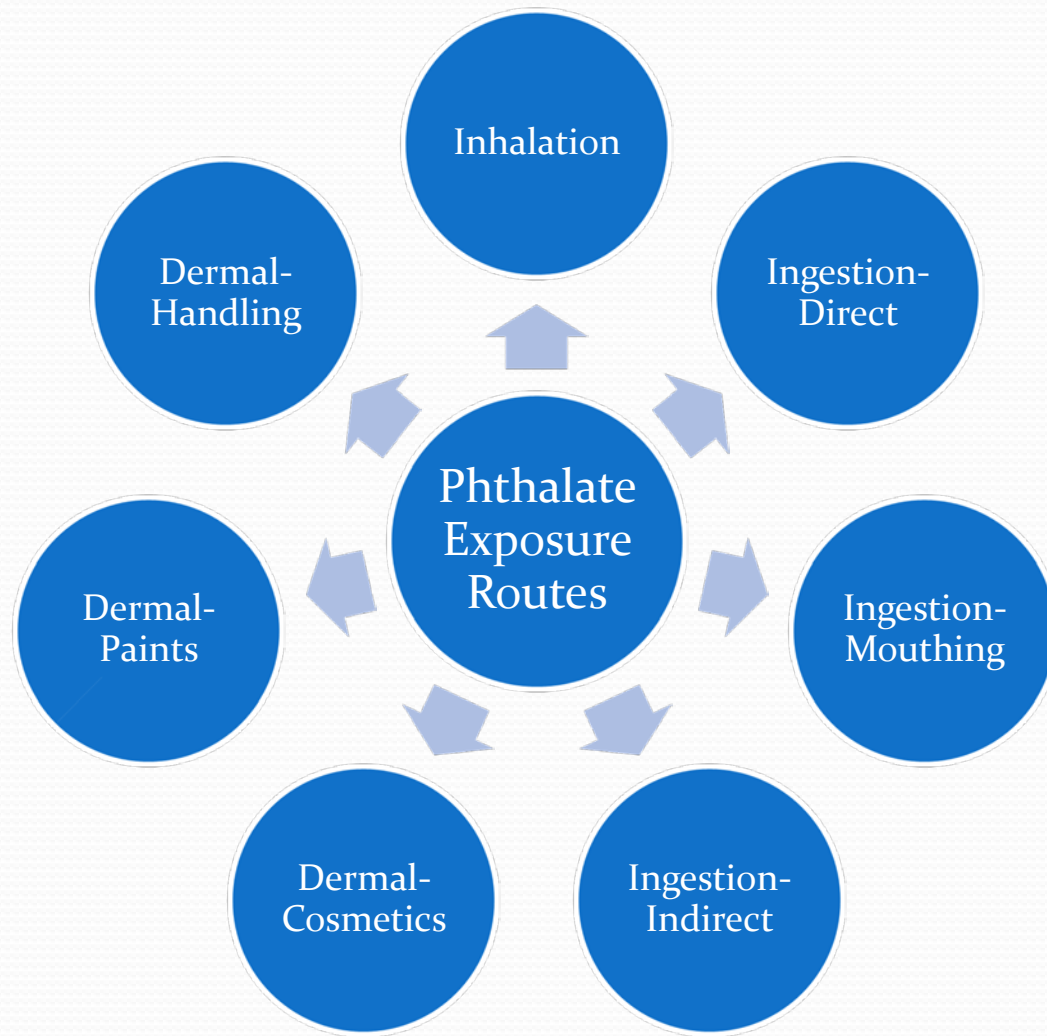 Inhalation
Ingestion-
Direct
Ingestion-
Mouthing
Ingestion-
Indirect
Dermal-
Cosmetics
Dermal-
Paints
Dermal-
Handling
Phthalate
Exposure
Routes